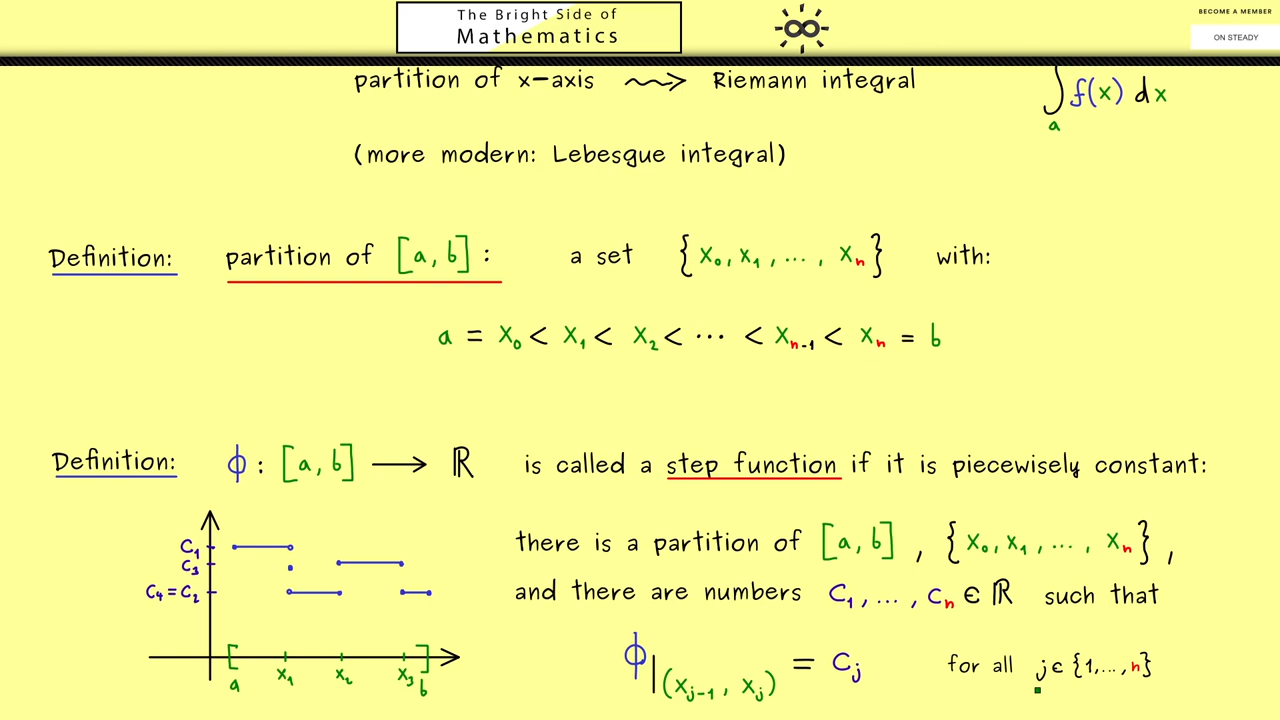 The Bright Side of
Mathematics
BECOME A MEMBER
ON STEADY
partition of x-axis ⇝ Riemann integral ∫ₐ f(x) dx
(more modern: Lebesgue integral)
Definition: partition of [a, b] : a set {x₀, x₁, ..., xₙ} with:
a = x₀ < x₁ < x₂ < ⋯ < xₙ₋₁ < xₙ = b
Definition: ϕ : [a, b] ⟶ ℝ is called a step function if it is piecewisely constant:
there is a partition of [a, b] , {x₀, x₁, ..., xₙ} ,
and there are numbers c₁, ..., cₙ ∈ ℝ such that
ϕ|(xⱼ₋₁, xⱼ) = cⱼ for all j ∈ {1,...,n}
c₁
c₃
c₄ = c₂
[ ]
a x₁ x₂ x₃ b